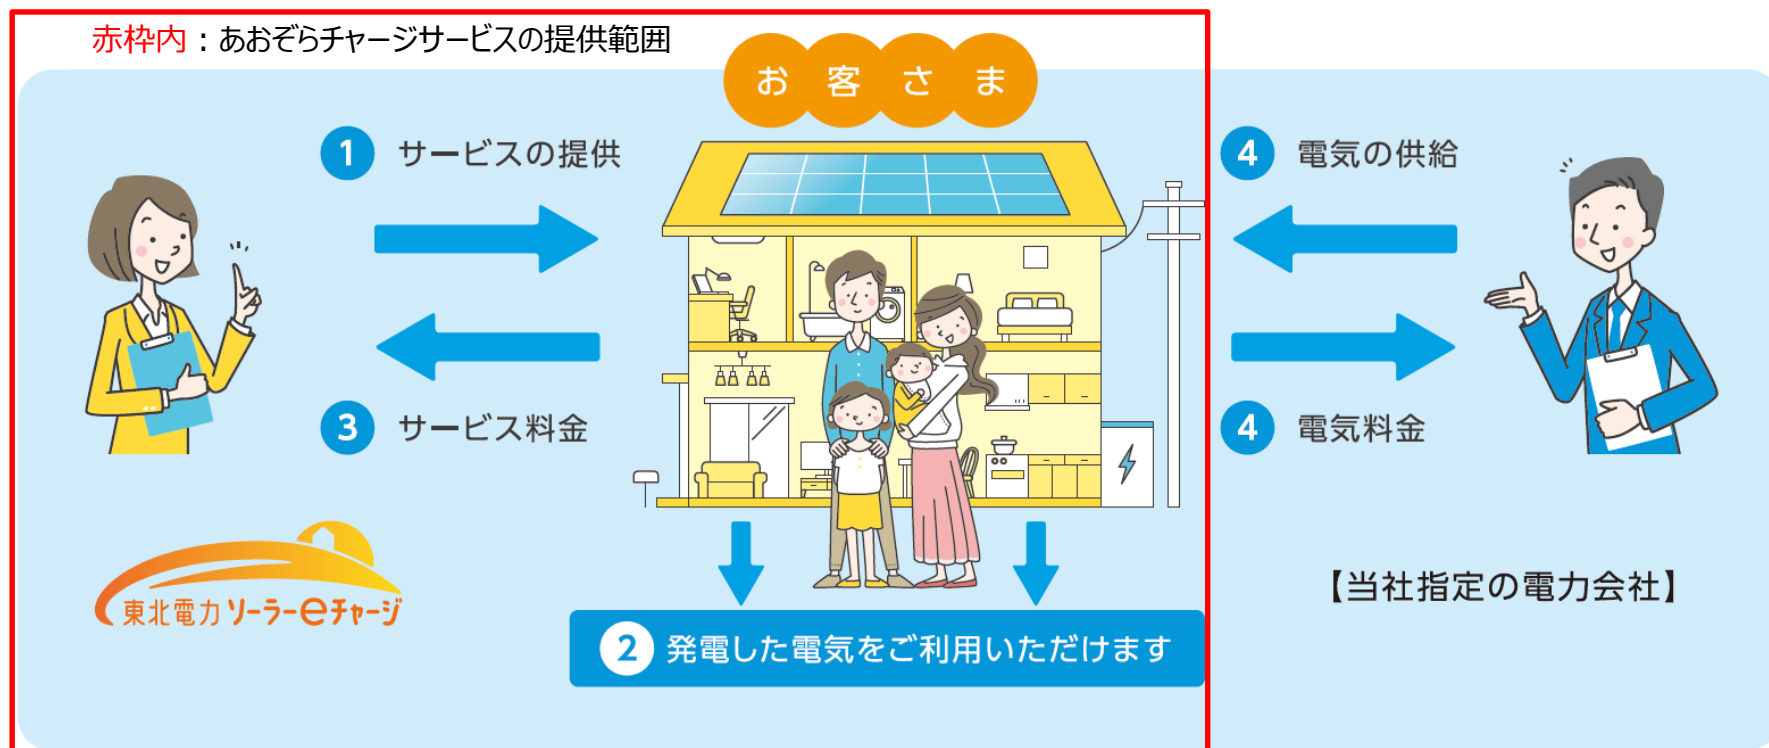 赤枠内：あおぞらチャージサービスの提供範囲
お客さま
1 サービスの提供
4 電気の供給
3 サービス料金
4 電気料金
東北電力 ソーラーeチャージ
【当社指定の電力会社】
2 発電した電気をご利用いただけます